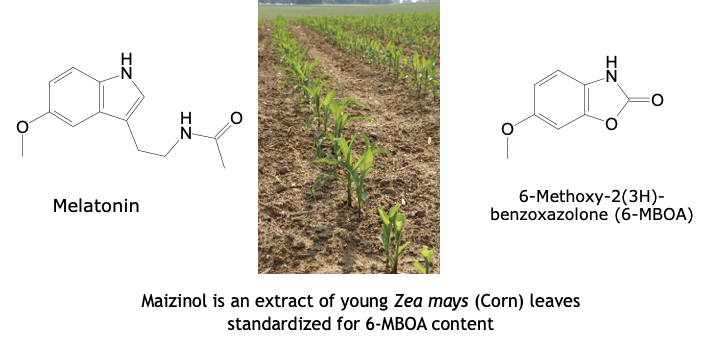 H
N
O
H
N
O
Melatonin
H
N
O
O
O
6-Methoxy-2(3H)-
benzoxazolone (6-MBOA)
Maizinol is an extract of young Zea mays (Corn) leaves
standardized for 6-MBOA content